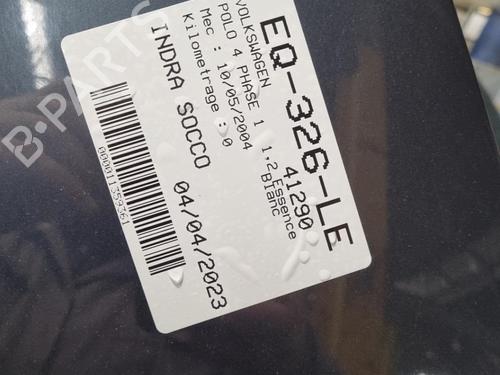 EQ-326-LE
41290
VOLKSWAGEN
POLO 4 PHASE 1 1,2 Essence
Mec : 10/05/2004 Blanc
Kilometrage : 0
INDRA SOCCO 04/04/2023
000011359361
B-PARTS